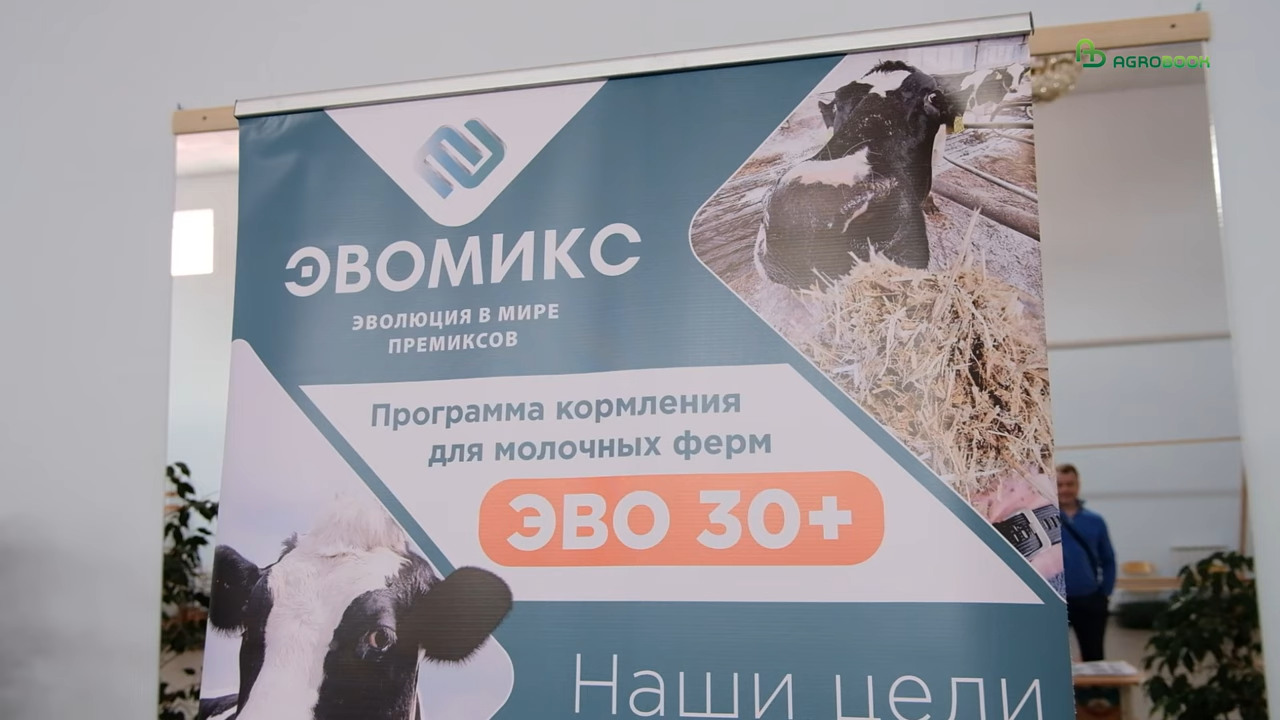 AGROBOOK
ЭВОМИКС
ЭВОЛЮЦИЯ В МИРЕ
ПРЕМИКСОВ
Программа кормления
для молочных ферм
ЭВО 30+
Наши цели